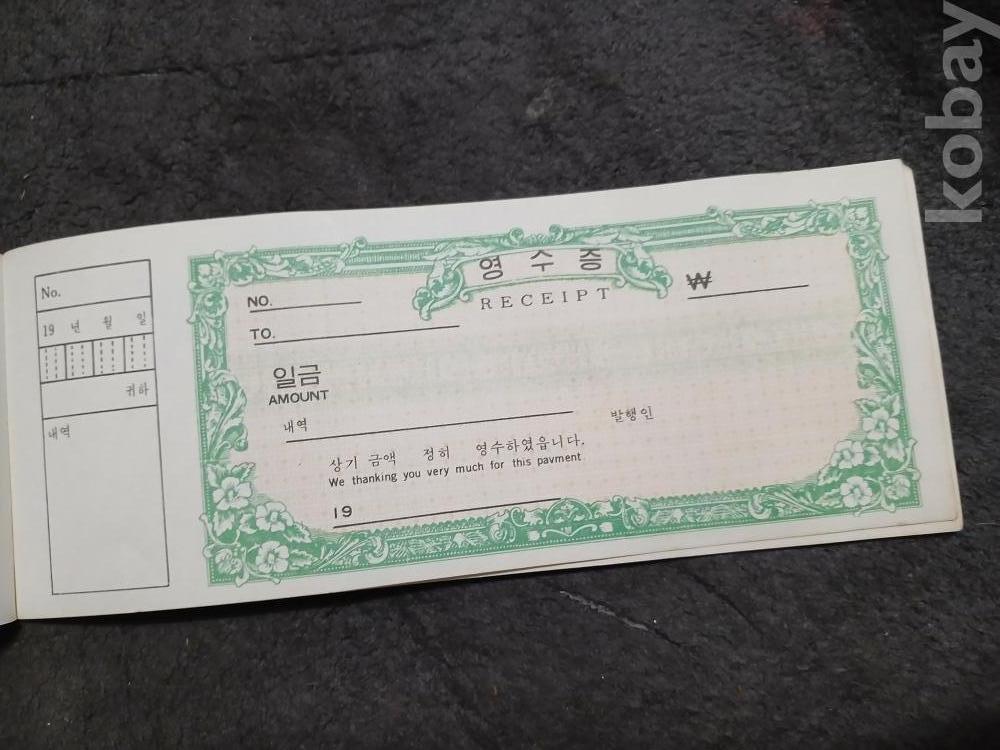 No.
19 년 월 일
귀하
내역
영수증
RECEIPT
NO.
₩
TO.
일금
AMOUNT
내역
발행인
상기 금액 정히 영수하였읍니다.
We thanking you very much for this pavment
19
kobay